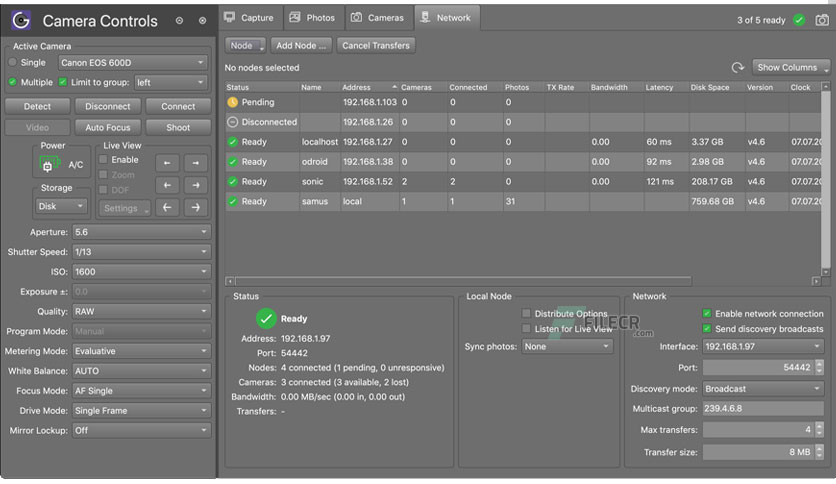 Camera Controls
Active Camera
Single Canon EOS 600D
Multiple Limit to group: left
Detect Disconnect Connect
Video Auto Focus Shoot
Power Live View
A/C Enable
Zoom
Storage DDF
Disk Settings
Aperture: 5.6
Shutter Speed: 1/13
ISO: 1600
Exposure ±: 0.0
Quality: RAW
Program Mode: Manual
Metering Mode: Evaluative
White Balance: AUTO
Focus Mode: AF Single
Drive Mode: Single Frame
Mirror Lockup: Off
Capture Photos Cameras Network 3 of 5 ready
Node Add Node ... Cancel Transfers
No nodes selected Show Columns
Status Name Address Cameras Connected Photos TX Rate Bandwidth Latency Disk Space Version Clock
Pending 192.168.1.103 0 0 0
Disconnected 192.168.1.26 0 0 0
Ready localhost 192.168.1.27 0 0 0 0.00 60 ms 3.37 GB v4.6 07.07.20
Ready odroid 192.168.1.38 0 0 0 0.00 92 ms 2.98 GB v4.6 07.07.20
Ready sonic 192.168.1.52 2 2 0 0.00 121 ms 208.17 GB v4.6 07.07.20
Ready samus local 1 1 31 759.68 GB v4.6 07.07.20
Status
Ready
Address: 192.168.1.97
Port: 54442
Nodes: 4 connected (1 pending, 0 unresponsive)
Cameras: 3 connected (3 available, 2 lost)
Bandwidth: 0.00 MB/sec (0.00 in, 0.00 out)
Transfers: -
Local Node
Distribute Options
Listen for Live View
Sync photos: None
FILECR
.com
Network
Enable network connection
Send discovery broadcasts
Interface: 192.168.1.97
Port: 54442
Discovery mode: Broadcast
Multicast group: 239.4.6.8
Max transfers: 4
Transfer size: 8 MB